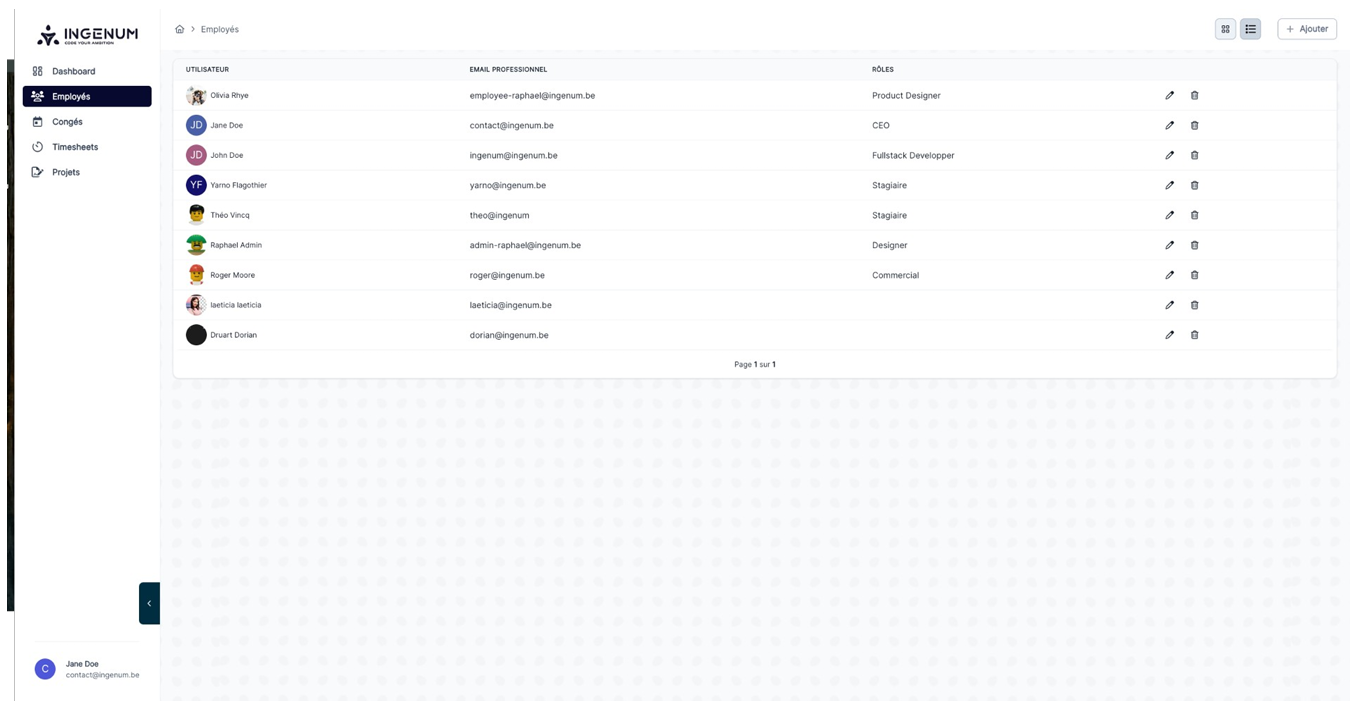 INGENUM
CODE YOUR AMBITION
Dashboard
Employés
Congés
Timesheets
Projets
Employés
Ajouter
UTILISATEUR EMAIL PROFESSIONNEL RÔLES
Olivia Rhye employee-raphael@ingenum.be Product Designer
JD Jane Doe contact@ingenum.be CEO
JD John Doe ingenum@ingenum.be Fullstack Developper
YF Yarno Flagothier yarno@ingenum.be Stagiaire
Théo Vincq theo@ingenum Stagiaire
Raphael Admin admin-raphael@ingenum.be Designer
Roger Moore roger@ingenum.be Commercial
laeticia laeticia laeticia@ingenum.be
Druart Dorian dorian@ingenum.be
Page 1 sur 1
C Jane Doe
contact@ingenum.be